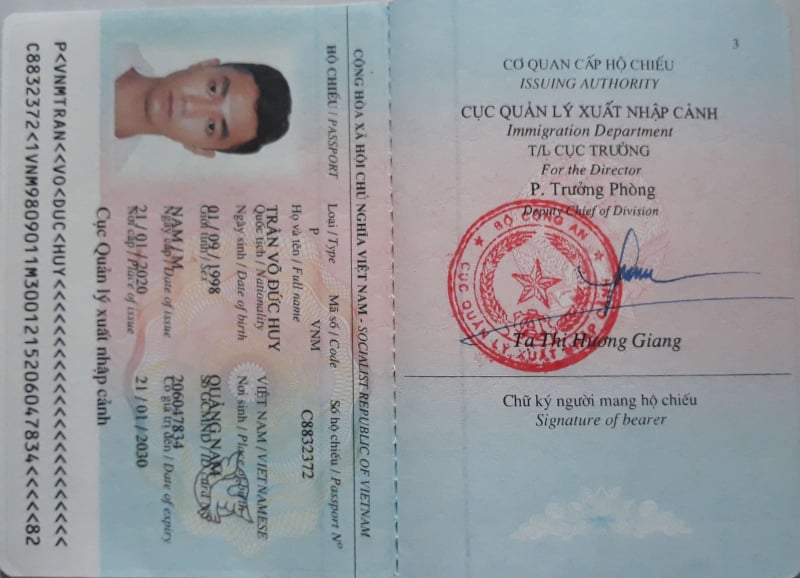 CỘNG HÒA XÃ HỘI CHỦ NGHĨA VIỆT NAM - SOCIALIST REPUBLIC OF VIETNAM
HỘ CHIẾU / PASSPORT Loại / Type Mã số / Code Số hộ chiếu / Passport Nº
P VNM C8832372
Họ và tên / Full name
TRẦN VÕ ĐỨC HUY
Quốc tịch / Nationality VIỆT NAM / VIETNAMESE
Ngày sinh / Date of birth Nơi sinh / Place of birth
01 / 09 / 1998 QUẢNG NAM
Giới tính / Sex Số GCMND / ID card Nº
NAM / M 206047834
Ngày cấp / Date of issue Có giá trị đến / Date of expiry
21 / 01 / 2020 21 / 01 / 2030
Nơi cấp / Place of issue
Cục Quản lý xuất nhập cảnh
P<VNMTRAN<<VO<DUC<HUY<<<<<<<<<<<<<<<<<<<<<<<
C8832372<1VNM9809011M3001215206047834<<<<<82
3
CƠ QUAN CẤP HỘ CHIẾU
ISSUING AUTHORITY
CỤC QUẢN LÝ XUẤT NHẬP CẢNH
Immigration Department
T/L CỤC TRƯỞNG
For the Director
P. Trưởng Phòng
Deputy Chief of Division
BỘ CÔNG AN
CỤC QUẢN LÝ XUẤT NHẬP
Tạ Thị Hương Giang
Chữ ký người mang hộ chiếu
Signature of bearer